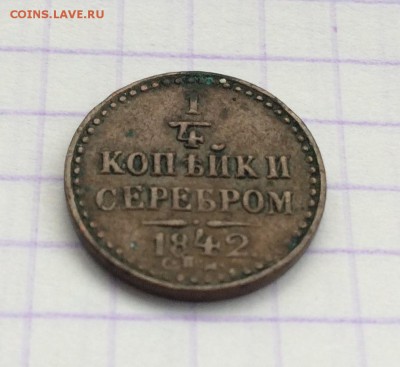 COINS.LAVE.RU
1/4
КОПѢЙКИ
СЕРЕБРОМ
1842